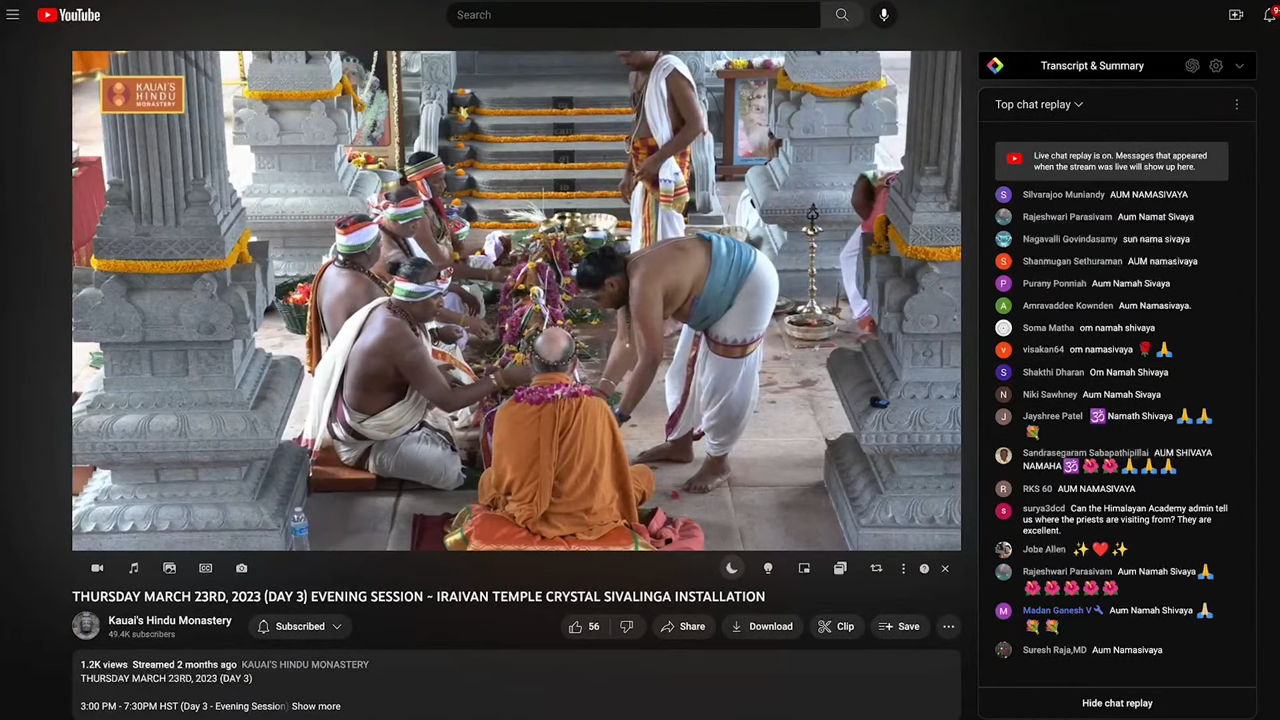 YouTube
Search
9+
KAUAI'S
HINDU
MONASTERY
Transcript & Summary
Top chat replay
Live chat replay is on. Messages that appeared
when the stream was live will show up here.
Silvarajoo Muniandy AUM NAMASIVAYA
Rajeshwari Parasivam Aum Namat Sivaya
Nagavalli Govindasamy sun nama sivaya
Shanmugan Sethuraman AUM namasivaya
Purany Ponniah Aum Namah Sivaya
Amravaddee Kownden Aum Namasivaya.
Soma Matha om namah shivaya
visakan64 om namasivaya 🌹 🙏
Shakthi Dharan Om Namah Shivaya
Niki Sawhney Aum Namah Sivaya
Jayshree Patel 🕉 Namath Shivaya 🙏 🙏
💐
Sandrasegaram Sabapathipillai AUM SHIVAYA
NAMAHA 🕉 🌺 🌺 🙏 🙏 🙏
RKS 60 AUM NAMASIVAYA
surya3dcd Can the Himalayan Academy admin tell
us where the priests are visiting from? They are
excellent.
Jobe Allen ✨ ❤️ ✨
Rajeshwari Parasivam Aum Namah Sivaya 🙏
🌺 🌺 🌺 🌺 🌺
Madan Ganesh V Aum Namah Shivaya 🙏
💐 💐
Suresh Raja,MD Aum Namasivaya
Hide chat replay
CC
THURSDAY MARCH 23RD, 2023 (DAY 3) EVENING SESSION ~ IRAIVAN TEMPLE CRYSTAL SIVALINGA INSTALLATION
Kauai's Hindu Monastery
49.4K subscribers
Subscribed
56
Share
Download
Clip
Save
1.2K views Streamed 2 months ago KAUAI'S HINDU MONASTERY
THURSDAY MARCH 23RD, 2023 (DAY 3)
3:00 PM - 7:30PM HST (Day 3 - Evening Session) Show more